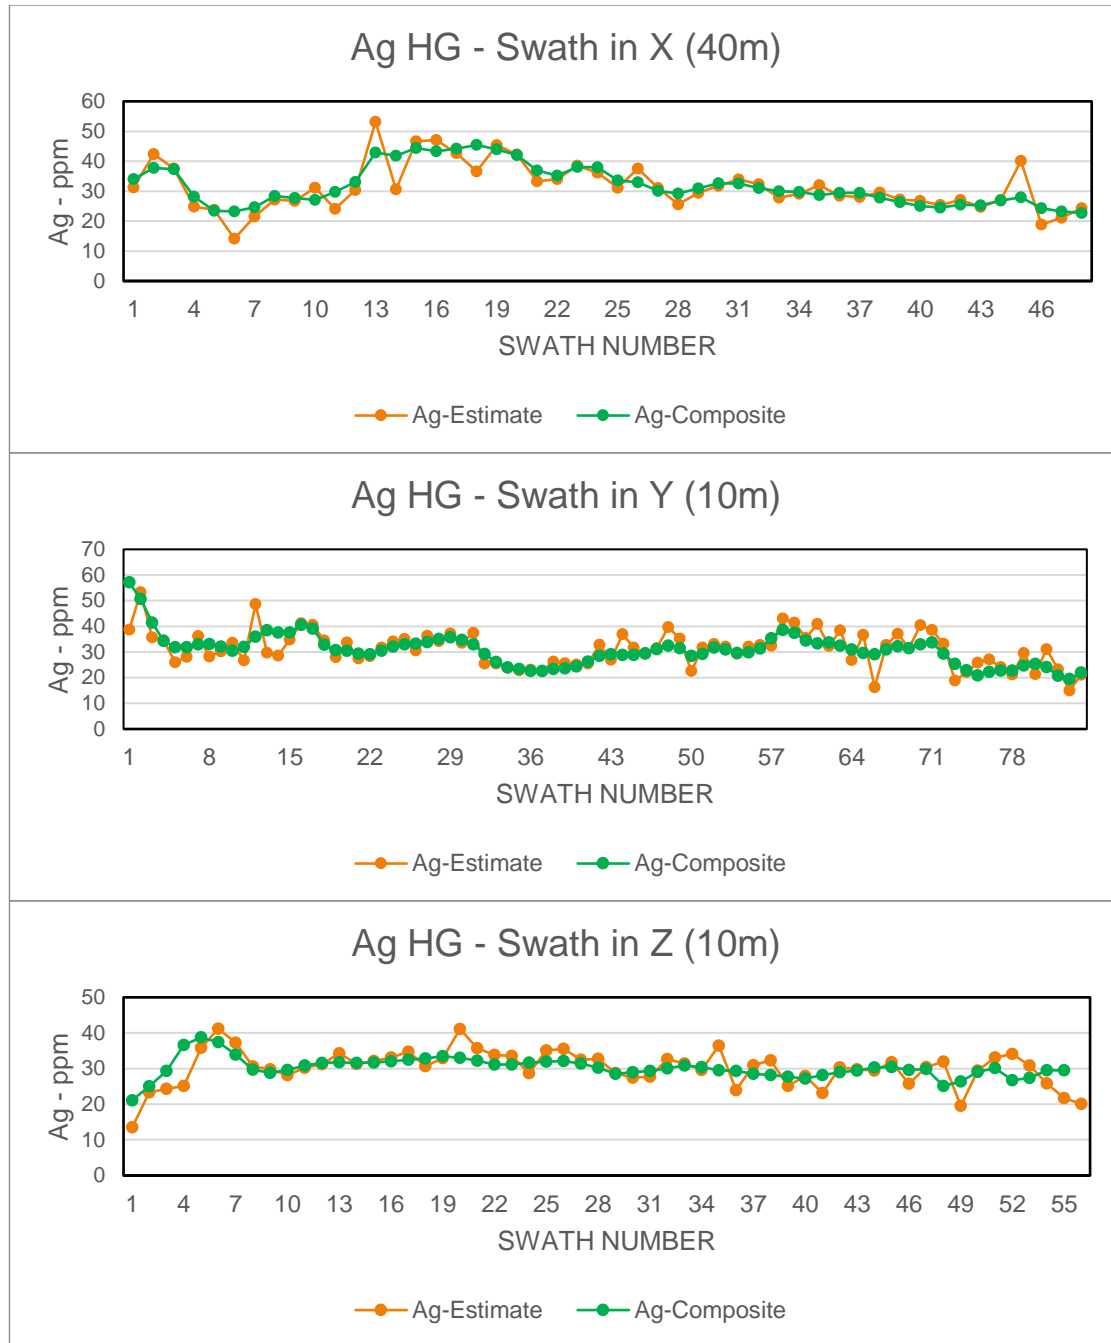 Ag HG - Swath in X (40m)
60
50
40
30
20
10
0
Ag - ppm
1 4 7 10 13 16 19 22 25 28 31 34 37 40 43 46
SWATH NUMBER
Ag-Estimate Ag-Composite
Ag HG - Swath in Y (10m)
70
60
50
40
30
20
10
0
Ag - ppm
1 8 15 22 29 36 43 50 57 64 71 78
SWATH NUMBER
Ag-Estimate Ag-Composite
Ag HG - Swath in Z (10m)
50
40
30
20
10
0
Ag - ppm
1 4 7 10 13 16 19 22 25 28 31 34 37 40 43 46 49 52 55
SWATH NUMBER
Ag-Estimate Ag-Composite